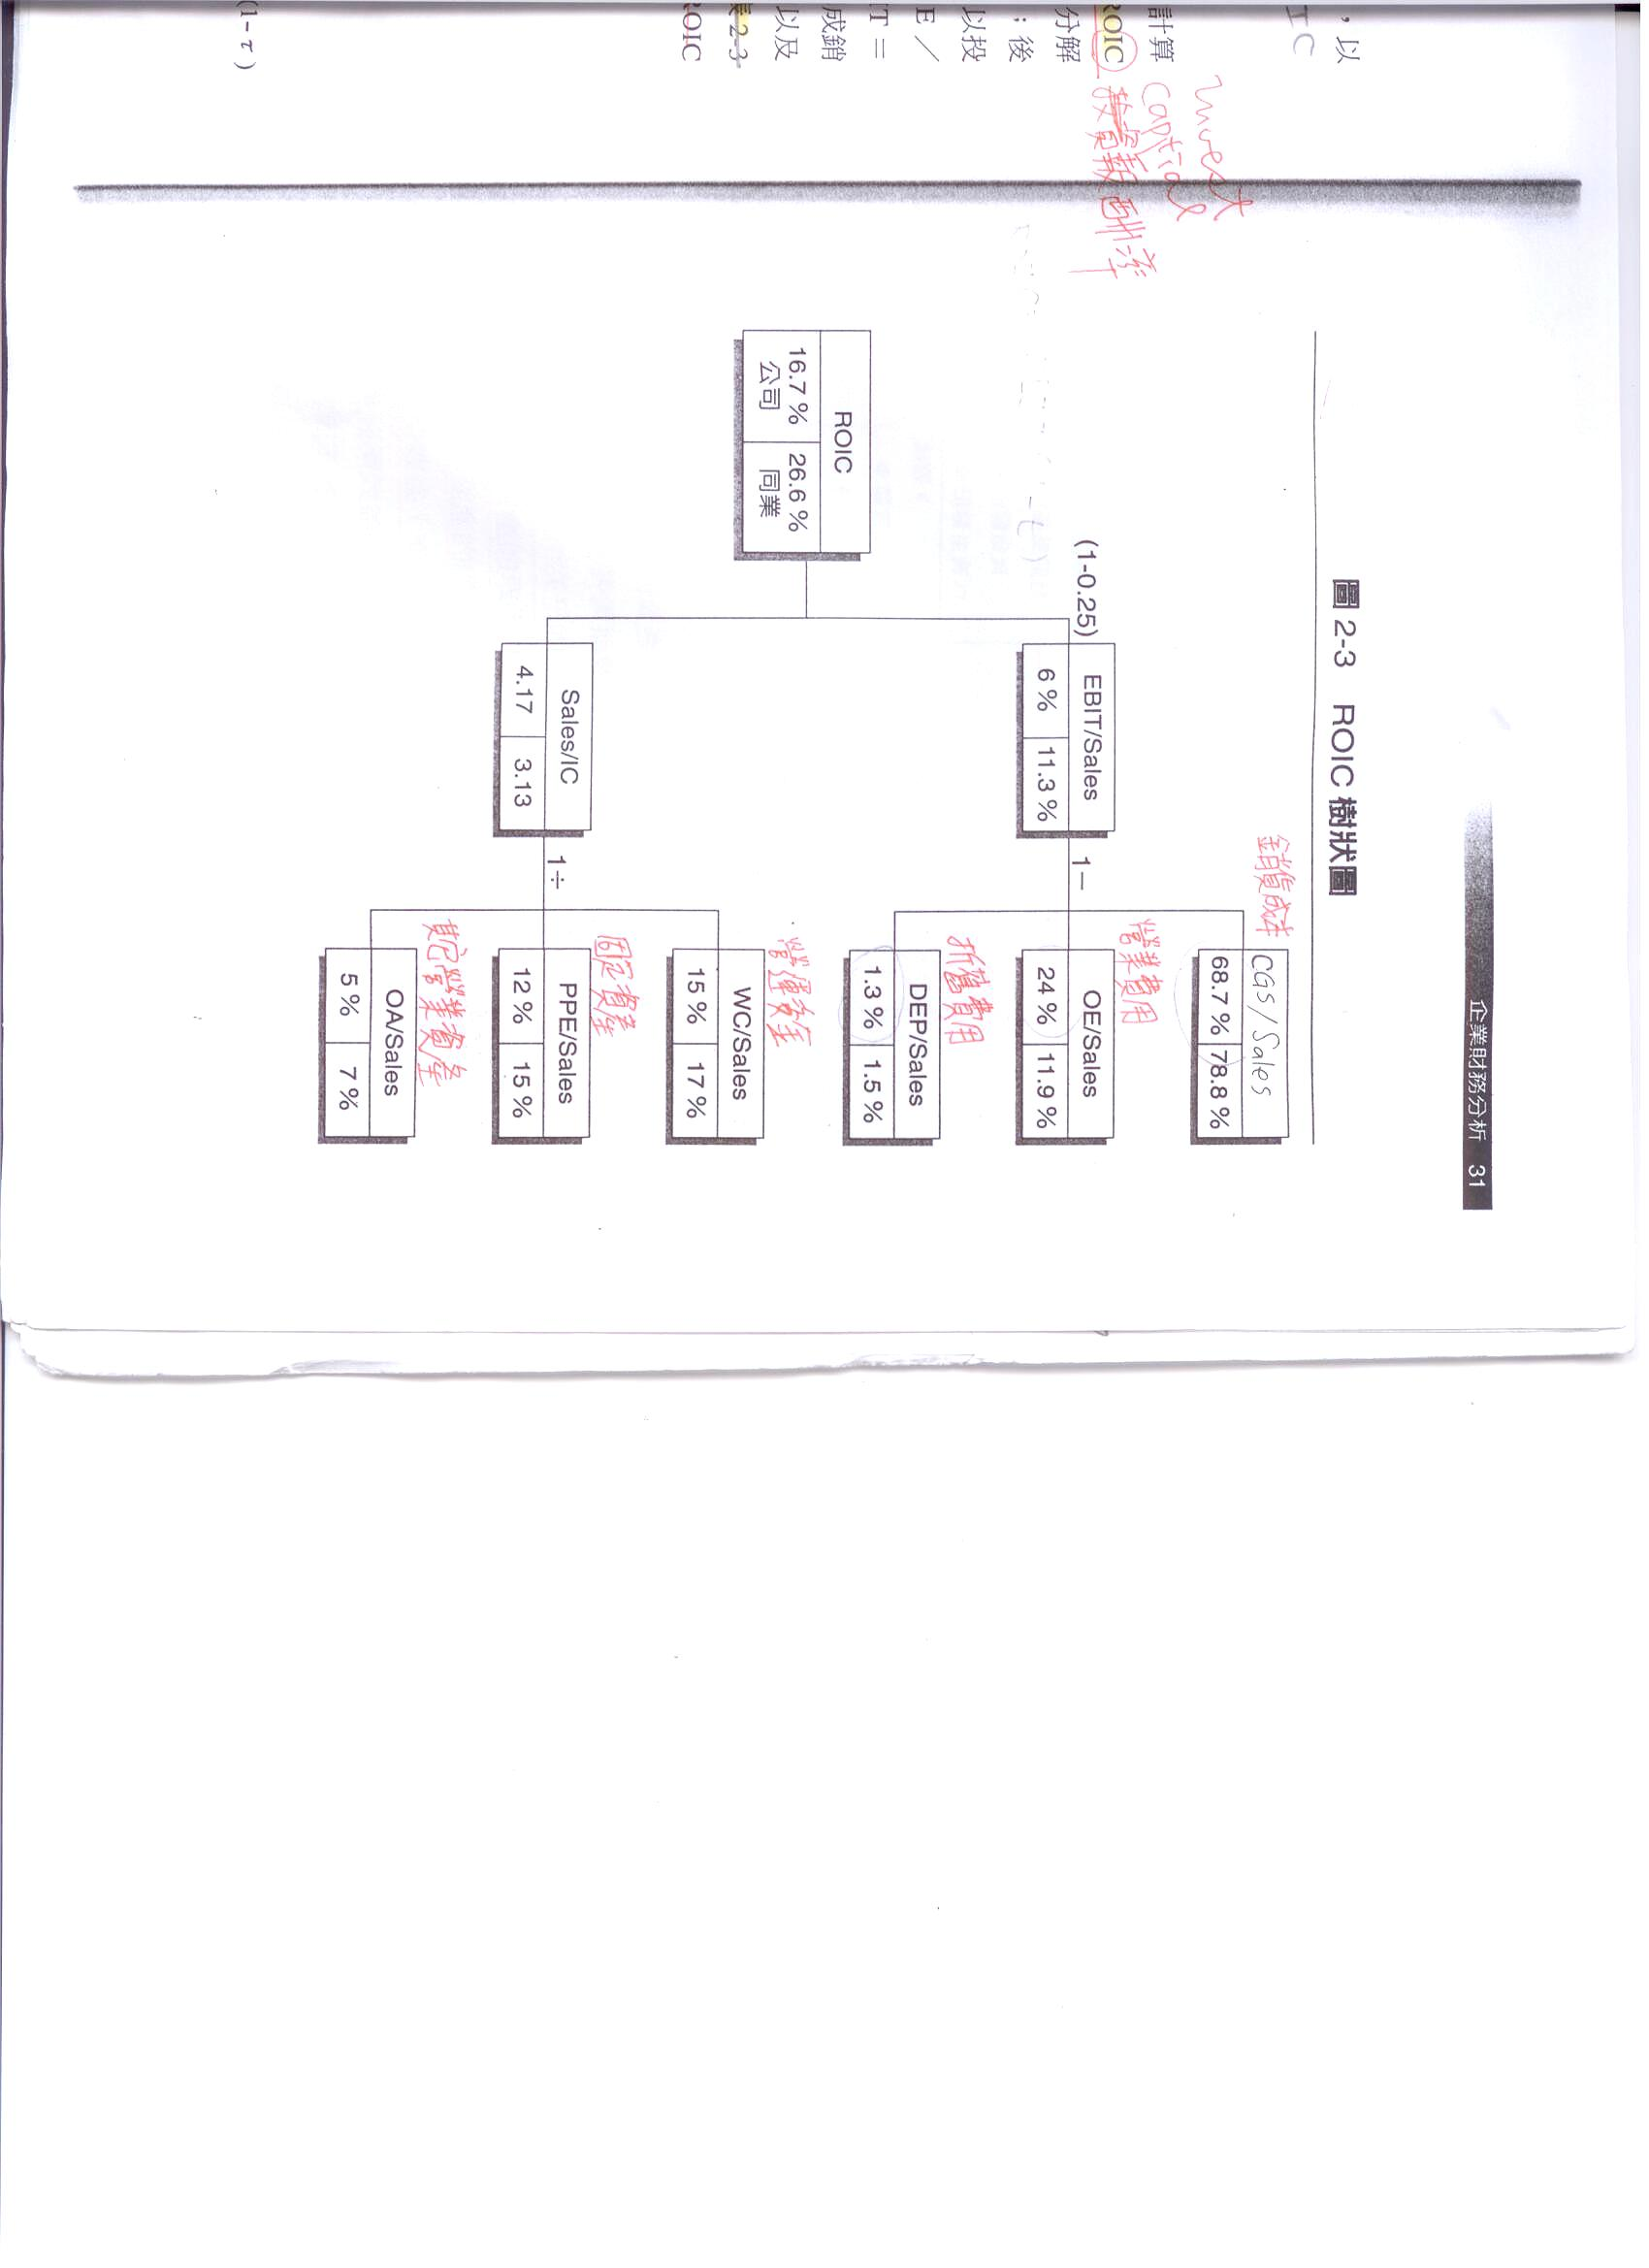 ，以
IC
計算
ROIC
分解
；後
以投
E／
T =
成銷
以及
表2-3
ROIC
(1-τ)
invest
Captial
投資報酬率
企業財務分析 31
圖 2-3 ROIC 樹狀圖
ROIC
16.7 % 26.6 %
公司 同業
(1-0.25)
EBIT/Sales
6 % 11.3 %
1−
銷貨成本
CGS/Sales
68.7 % 78.8 %
營業費用
OE/Sales
24 % 11.9 %
折舊費用
DEP/Sales
1.3 % 1.5 %
Sales/IC
4.17 3.13
1÷
營運資金
WC/Sales
15 % 17 %
固定資產
PPE/Sales
12 % 15 %
其它營業資產
OA/Sales
5 % 7 %